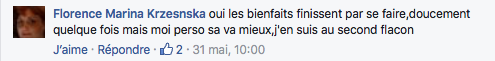 Florence Marina Krzesnska oui les bienfaits finissent par se faire,doucement
quelque fois mais moi perso sa va mieux,j'en suis au second flacon
J'aime · Répondre · 2 · 31 mai, 10:00